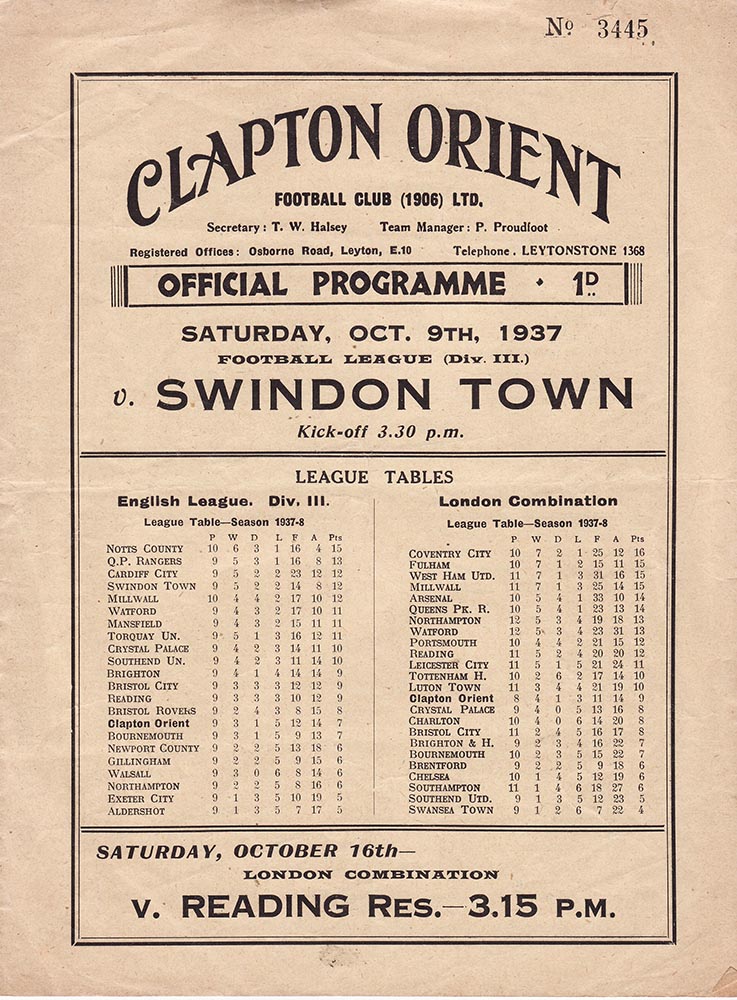 Nº 3445
CLAPTON ORIENT
FOOTBALL CLUB (1906) LTD.
Secretary : T. W. Halsey Team Manager : P. Proudfoot
Registered Offices : Osborne Road, Leyton, E.10 Telephone . LEYTONSTONE 1368
OFFICIAL PROGRAMME · 1D
SATURDAY, OCT. 9TH, 1937
FOOTBALL LEAGUE (Div. III.)
v. SWINDON TOWN
Kick-off 3.30 p.m.
LEAGUE TABLES
English League. Div. III.
League Table—Season 1937-8
P W D L F A Pts
NOTTS COUNTY 10 6 3 1 16 4 15
Q.P. RANGERS 9 5 3 1 16 8 13
CARDIFF CITY 9 5 2 2 23 12 12
SWINDON TOWN 9 5 2 2 14 8 12
MILLWALL 10 4 4 2 17 10 12
WATFORD 9 4 3 2 17 10 11
MANSFIELD 9 4 3 2 15 11 11
TORQUAY UN. 9 5 1 3 16 12 11
CRYSTAL PALACE 9 4 2 3 14 11 10
SOUTHEND UN. 9 4 2 3 11 14 10
BRIGHTON 9 4 1 4 14 14 9
BRISTOL CITY 9 3 3 3 12 12 9
READING 9 3 3 3 10 12 9
BRISTOL ROVERS 9 2 4 3 8 15 8
Clapton Orient 9 3 1 5 12 14 7
BOURNEMOUTH 9 3 1 5 9 13 7
NEWPORT COUNTY 9 2 2 5 13 18 6
GILLINGHAM 9 2 2 5 9 15 6
WALSALL 9 3 0 6 8 14 6
NORTHAMPTON 9 2 2 5 8 16 6
EXETER CITY 9 1 3 5 10 19 5
ALDERSHOT 9 1 3 5 7 17 5
London Combination
League Table—Season 1937-8
P W D L F A Pts
COVENTRY CITY 10 7 2 1 25 12 16
FULHAM 10 7 1 2 15 11 15
WEST HAM UTD. 11 7 1 3 31 16 15
MILLWALL 11 7 1 3 25 14 15
ARSENAL 10 5 4 1 33 10 14
QUEENS PK. R. 10 5 4 1 23 13 14
NORTHAMPTON 12 5 3 4 19 18 13
WATFORD 12 5 3 4 23 31 13
PORTSMOUTH 10 4 4 2 21 15 12
READING 11 5 2 4 20 20 12
LEICESTER CITY 11 5 1 5 21 24 11
TOTTENHAM H. 10 2 6 2 17 14 10
LUTON TOWN 11 3 4 4 21 19 10
Clapton Orient 8 4 1 3 11 14 9
CRYSTAL PALACE 9 4 0 5 13 16 8
CHARLTON 10 4 0 6 14 20 8
BRISTOL CITY 11 2 4 5 16 17 8
BRIGHTON & H. 9 2 3 4 16 22 7
BOURNEMOUTH 10 2 3 5 15 22 7
BRENTFORD 9 2 2 5 9 18 6
CHELSEA 10 1 4 5 12 19 6
SOUTHAMPTON 11 1 4 6 18 27 6
SOUTHEND UTD. 9 1 3 5 12 23 5
SWANSEA TOWN 9 1 2 6 7 22 4
SATURDAY, OCTOBER 16th—
LONDON COMBINATION
V. READING RES.—3.15 P.M.